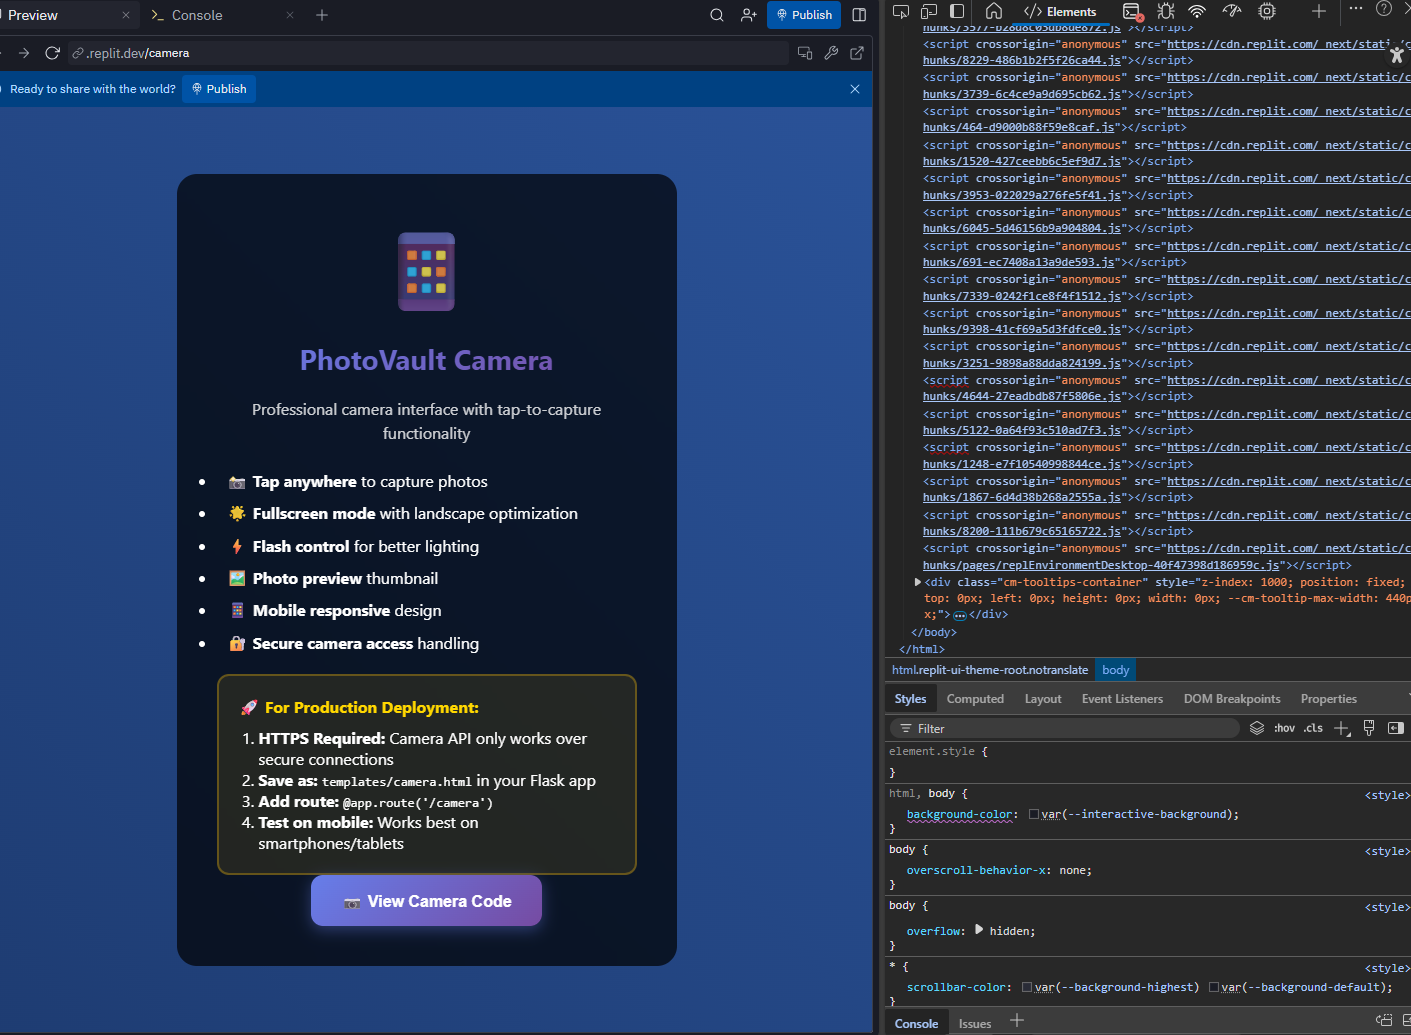 Preview
Console
Publish
.replit.dev/camera
Ready to share with the world?
Publish
PhotoVault Camera
Professional camera interface with tap-to-capture
functionality
Tap anywhere to capture photos
Fullscreen mode with landscape optimization
Flash control for better lighting
Photo preview thumbnail
Mobile responsive design
Secure camera access handling
For Production Deployment:
1. HTTPS Required: Camera API only works over
secure connections
2. Save as: templates/camera.html in your Flask app
3. Add route: @app.route('/camera')
4. Test on mobile: Works best on
smartphones/tablets
View Camera Code
Elements
<script crossorigin="anonymous" src="https://cdn.replit.com/_next/static/c
hunks/8229-486b1b2f5f26ca44.js"></script>
<script crossorigin="anonymous" src="https://cdn.replit.com/_next/static/c
hunks/3739-6c4ce9a9d695cb62.js"></script>
<script crossorigin="anonymous" src="https://cdn.replit.com/_next/static/c
hunks/464-d9000b88f59e8caf.js"></script>
<script crossorigin="anonymous" src="https://cdn.replit.com/_next/static/c
hunks/1520-427ceebb6c5ef9d7.js"></script>
<script crossorigin="anonymous" src="https://cdn.replit.com/_next/static/c
hunks/3953-022029a276fe5f41.js"></script>
<script crossorigin="anonymous" src="https://cdn.replit.com/_next/static/c
hunks/6045-5d46156b9a904804.js"></script>
<script crossorigin="anonymous" src="https://cdn.replit.com/_next/static/c
hunks/691-ec7408a13a9de593.js"></script>
<script crossorigin="anonymous" src="https://cdn.replit.com/_next/static/c
hunks/7339-0242f1ce8f4f1512.js"></script>
<script crossorigin="anonymous" src="https://cdn.replit.com/_next/static/c
hunks/9398-41cf69a5d3fdfce0.js"></script>
<script crossorigin="anonymous" src="https://cdn.replit.com/_next/static/c
hunks/3251-9898a88dda824199.js"></script>
<script crossorigin="anonymous" src="https://cdn.replit.com/_next/static/c
hunks/4644-27eadbdb87f5806e.js"></script>
<script crossorigin="anonymous" src="https://cdn.replit.com/_next/static/c
hunks/5122-0a64f93c510ad7f3.js"></script>
<script crossorigin="anonymous" src="https://cdn.replit.com/_next/static/c
hunks/1248-e7f10540998844ce.js"></script>
<script crossorigin="anonymous" src="https://cdn.replit.com/_next/static/c
hunks/1867-6d4d38b268a2555a.js"></script>
<script crossorigin="anonymous" src="https://cdn.replit.com/_next/static/c
hunks/8200-111b679c65165722.js"></script>
<script crossorigin="anonymous" src="https://cdn.replit.com/_next/static/c
hunks/pages/replEnvironmentDesktop-40f47398d186959c.js"></script>
<div class="cm-tooltips-container" style="z-index: 1000; position: fixed;
top: 0px; left: 0px; height: 0px; width: 0px; --cm-tooltip-max-width: 440p
x;">…</div>
</body>
</html>
html.replit-ui-theme-root.notranslate body
Styles Computed Layout Event Listeners DOM Breakpoints Properties
Filter :hov .cls
element.style {
}
html, body { <style>
background-color: var(--interactive-background);
}
body { <style>
overscroll-behavior-x: none;
}
body { <style>
overflow: hidden;
}
* { <style>
scrollbar-color: var(--background-highest) var(--background-default);
}
Console Issues